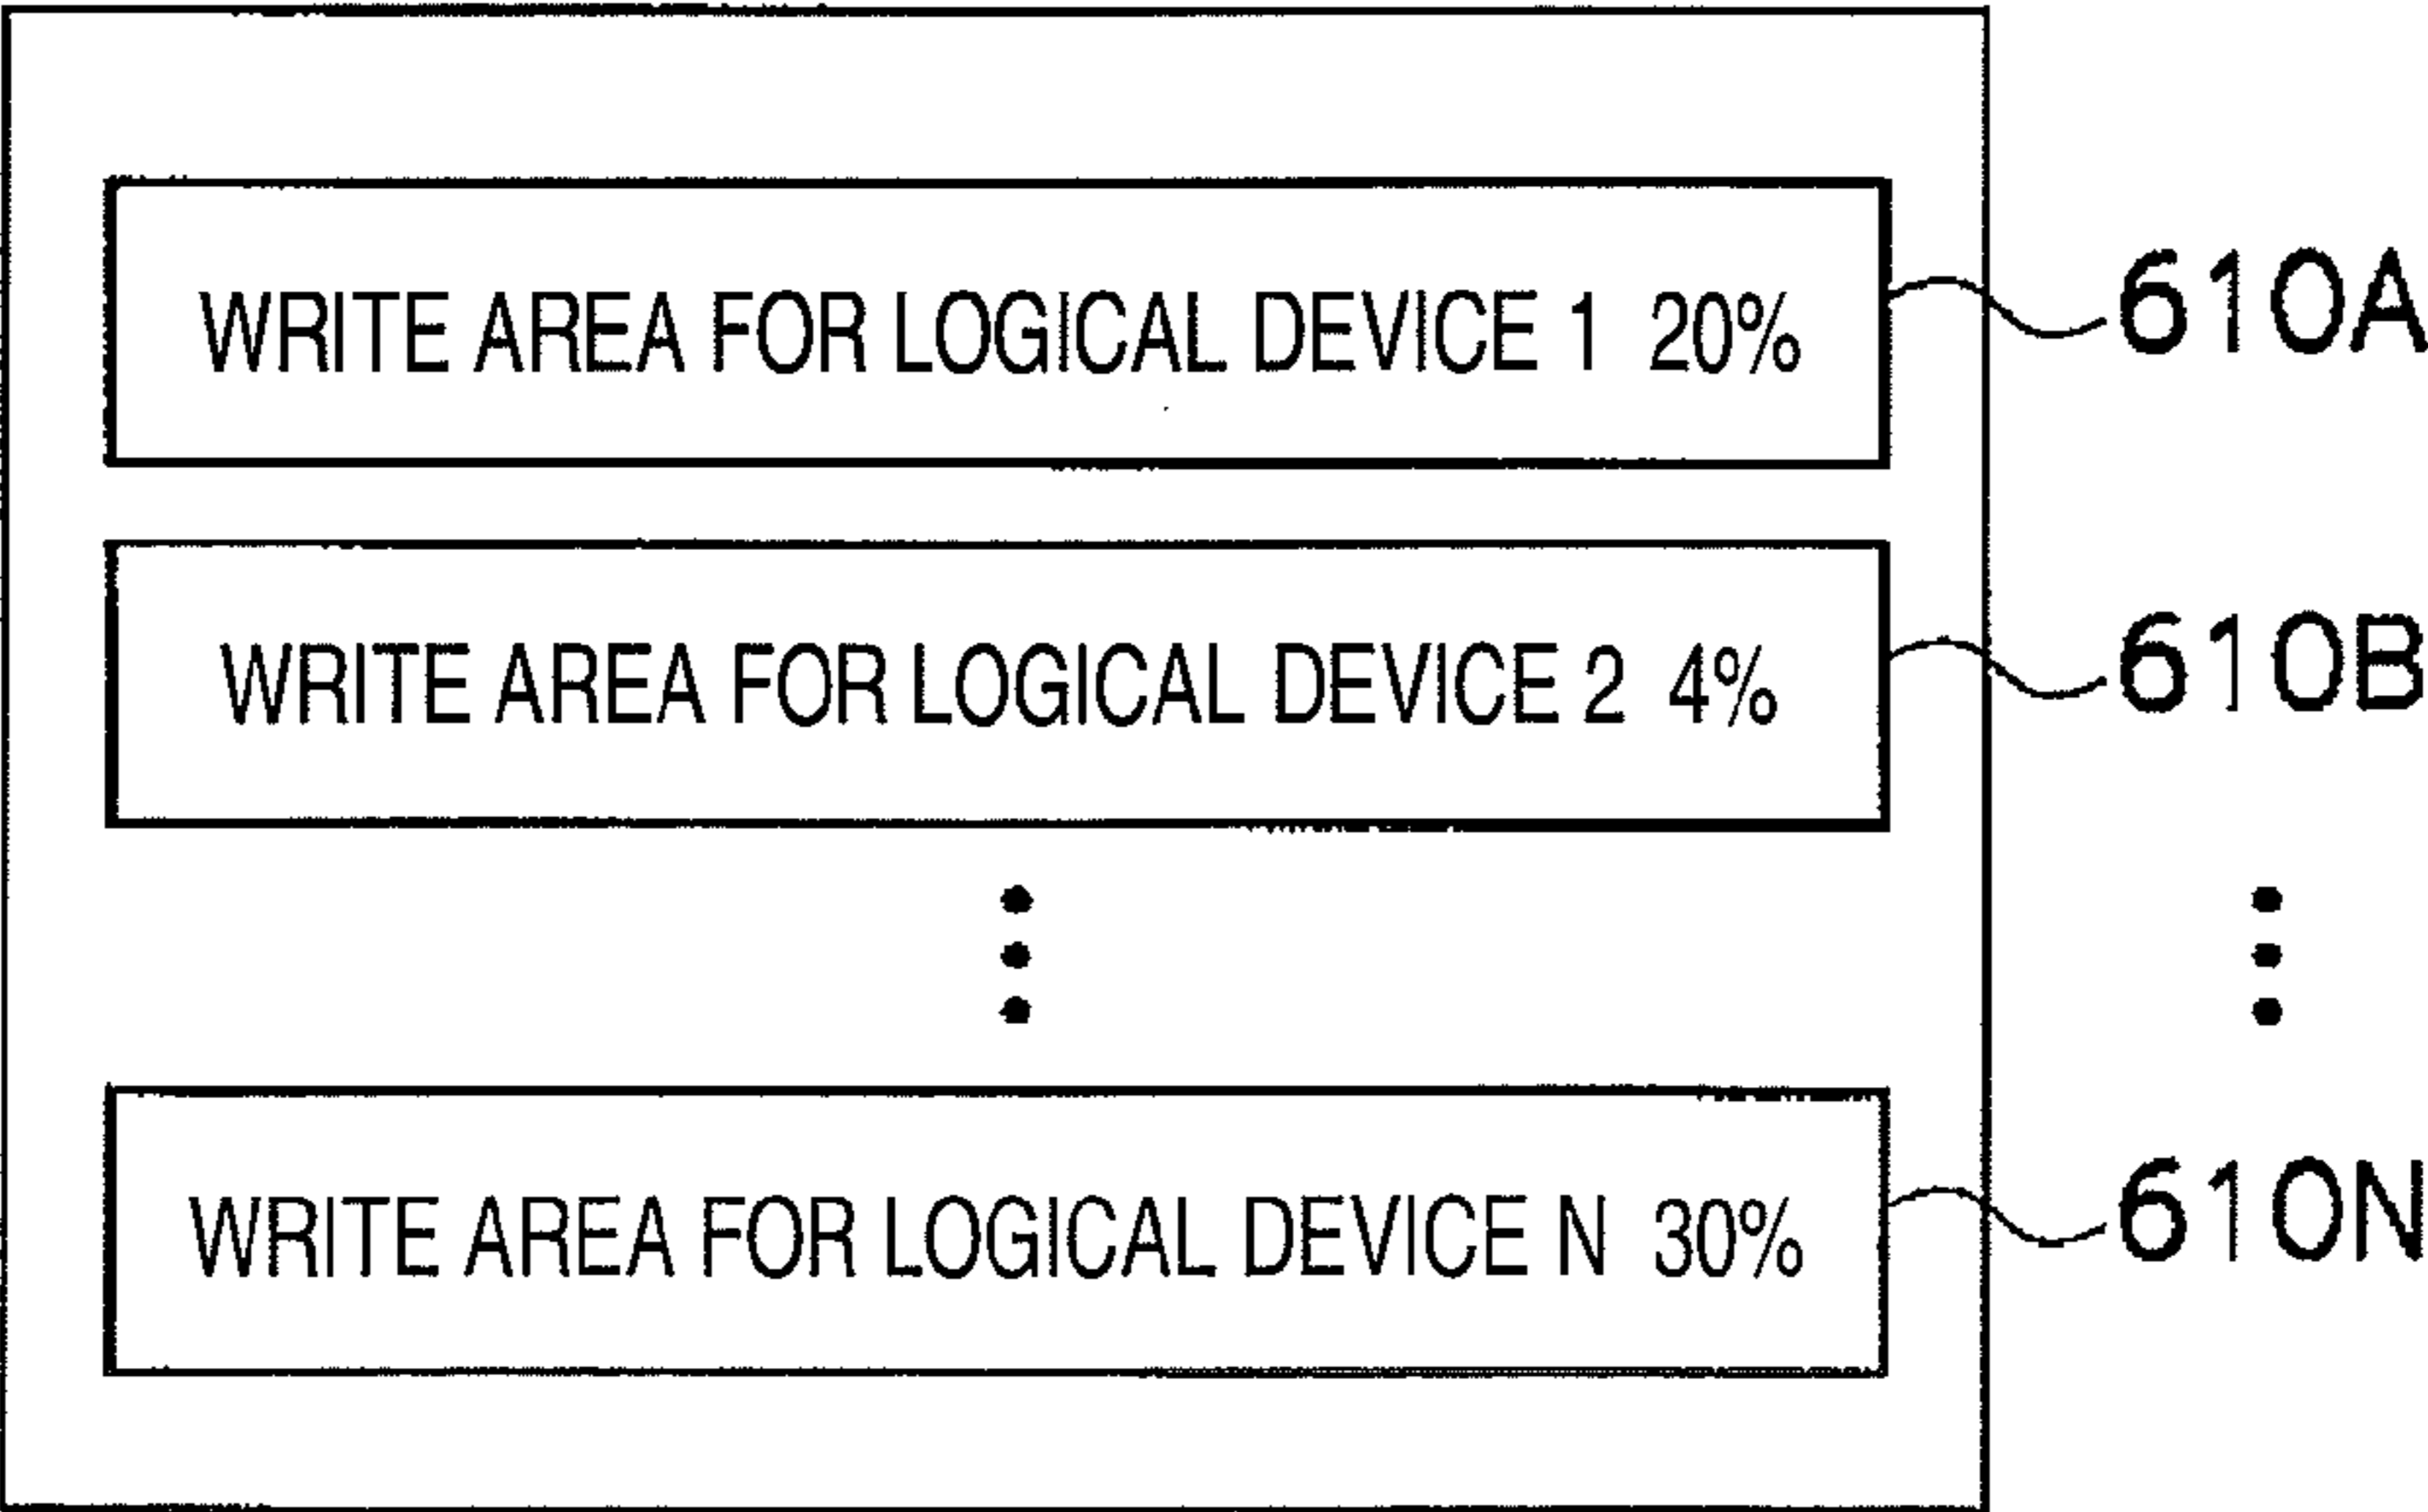 WRITE AREA FOR LOGICAL DEVICE 1 20% 610A
WRITE AREA FOR LOGICAL DEVICE 2 4% 610B
WRITE AREA FOR LOGICAL DEVICE N 30% 610N